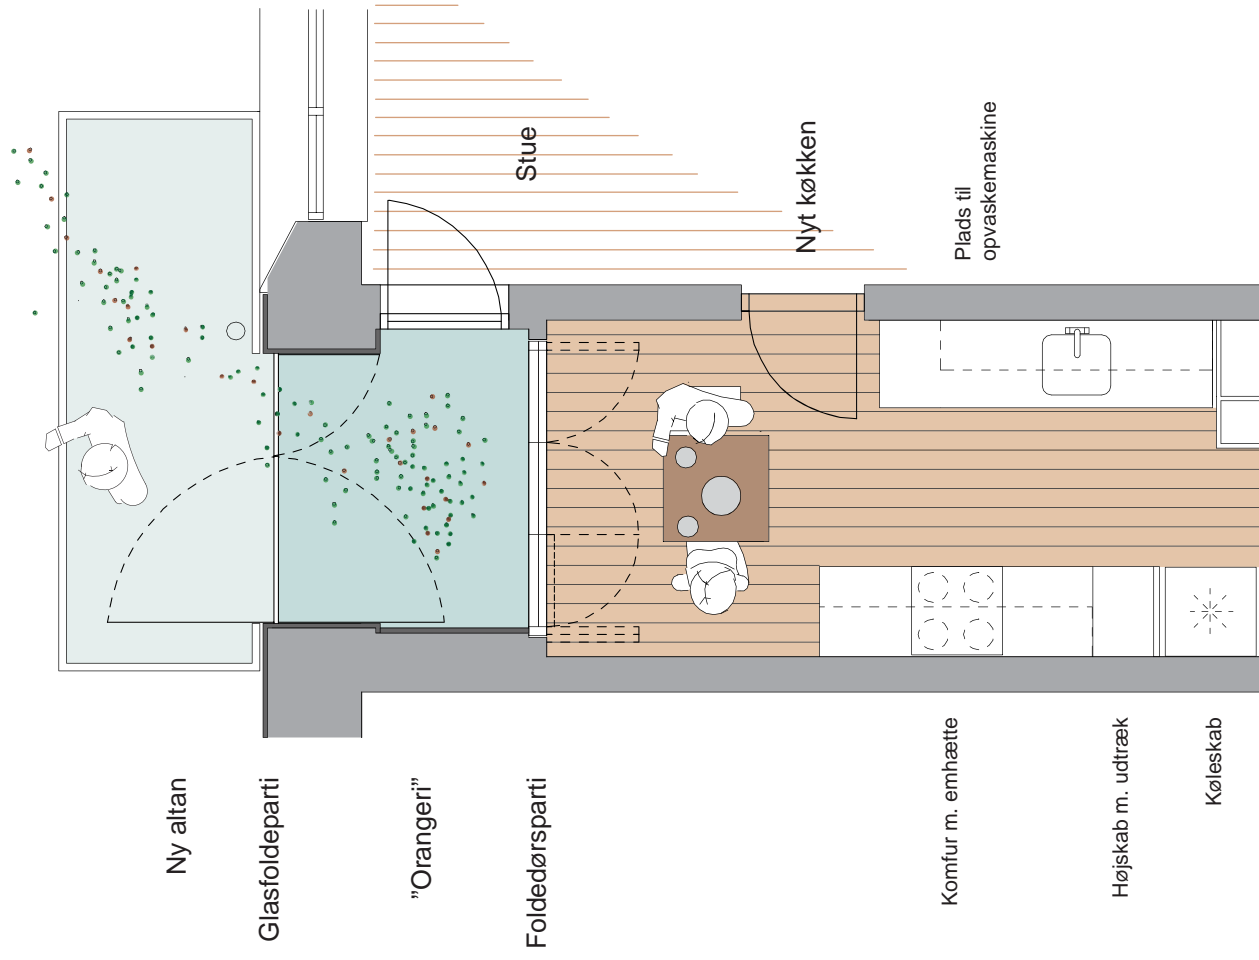 Stue
Nyt køkken
Plads til
opvaskemaskine
Ny altan
Glasfoldeparti
”Orangeri”
Foldedørsparti
Komfur m. emhætte
Højskab m. udtræk
Køleskab